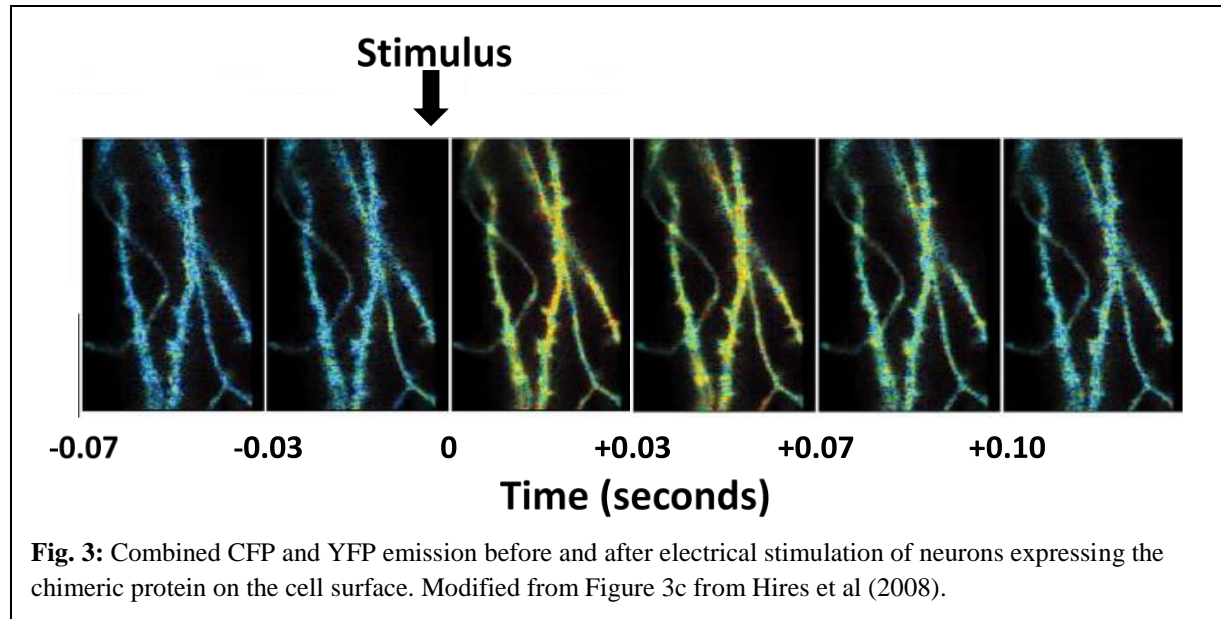 Stimulus
-0.07 -0.03 0 +0.03 +0.07 +0.10
Time (seconds)
Fig. 3: Combined CFP and YFP emission before and after electrical stimulation of neurons expressing the
chimeric protein on the cell surface. Modified from Figure 3c from Hires et al (2008).